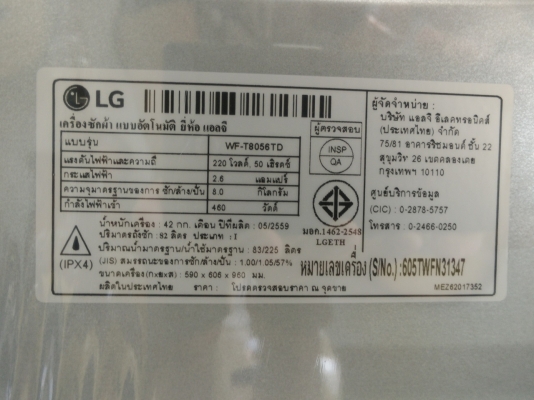 LG
เครื่องซักผ้า แบบอัตโนมัติ ยี่ห้อ แอลจี
แบบรุ่น WF-T8056TD
แรงดันไฟฟ้าและความถี่ 220 โวลต์, 50 เฮิรตซ์
กระแสไฟฟ้า 2.6 แอมแปร์
ความจุมาตรฐานของการ ซัก/ล้าง/ปั่น 8.0 กิโลกรัม
กำลังไฟฟ้าเข้า 460 วัตต์
น้ำหนักเครื่อง : 42 กก. เดือน ปีที่ผลิต : 05/2559
ปริมาตรถังซัก : 92 ลิตร ประเภท : I
ปริมาณน้ำมาตรฐาน/น้ำใช้มาตรฐาน : 83/225 ลิตร
(JIS) สมรรถนะของการซัก/ล้าง/ปั่น : 1.00/1.05/57%
ขนาดเครื่อง(กxยxส) : 590 x 606 x 960 มม.
ผลิตในประเทศไทย ราคา : โปรดตรวจสอบราคา ณ จุดขาย
(IPX4)
ผู้ตรวจสอบ
INSP
QA
มอก.1462-2548
LGETH
หมายเลขเครื่อง (S/No.) :605TWFN31347
ผู้จัดจำหน่าย :
บริษัท แอลจี อีเลคทรอนิคส์
(ประเทศไทย) จำกัด
75/81 อาคารริชมอนด์ ชั้น 22
สุขุมวิท 26 เขตคลองเตย
กรุงเทพฯ 10110
ศูนย์บริการข้อมูล
(CIC) : 0-2878-5757
โทรสาร : 0-2466-0250
MEZ62017352